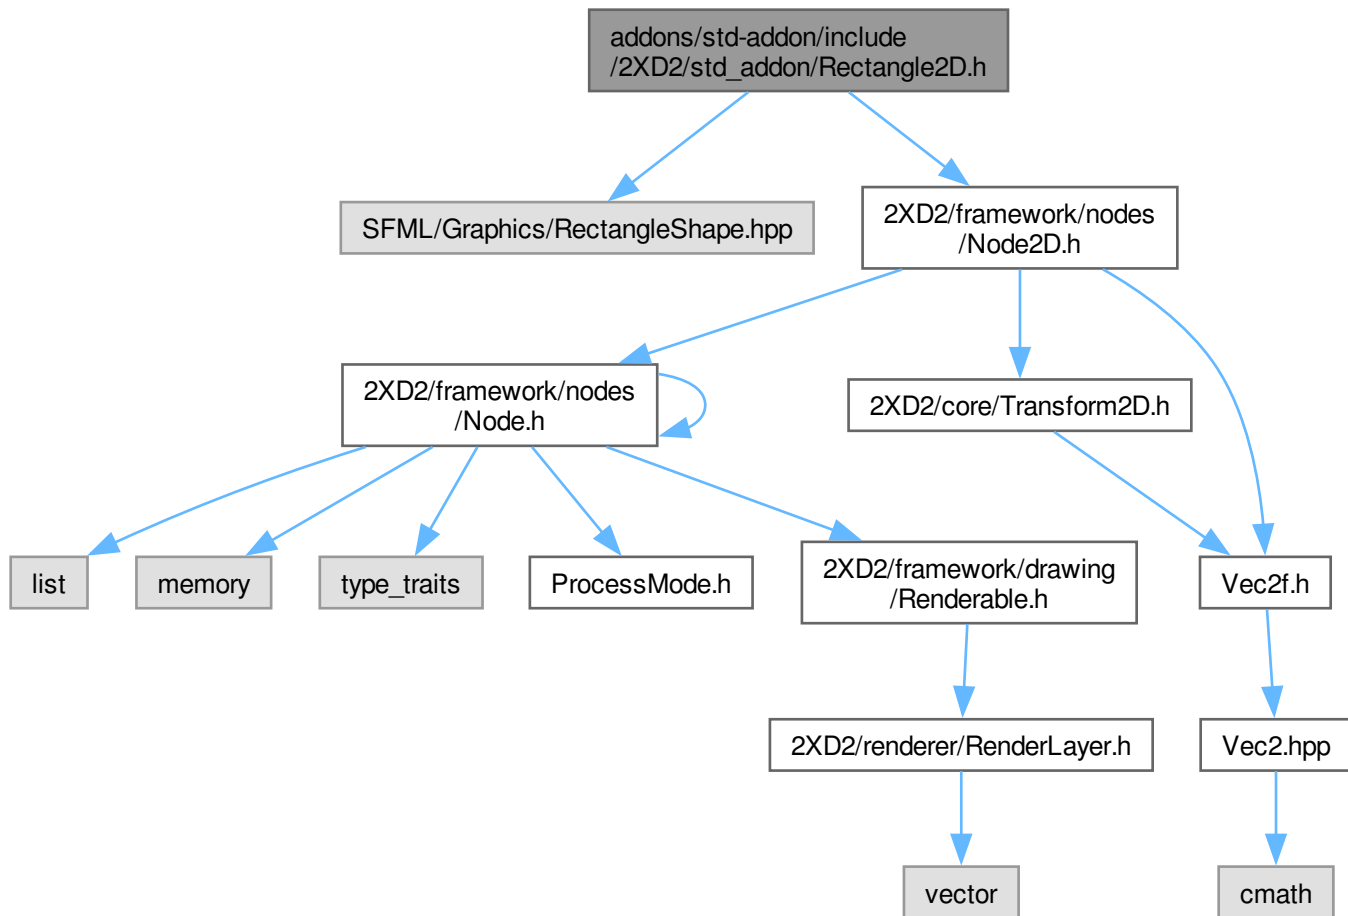 addons/std-addon/include
/2XD2/std_addon/Rectangle2D.h
SFML/Graphics/RectangleShape.hpp
2XD2/framework/nodes
/Node2D.h
2XD2/framework/nodes
/Node.h
2XD2/core/Transform2D.h
list
memory
type_traits
ProcessMode.h
2XD2/framework/drawing
/Renderable.h
Vec2f.h
2XD2/renderer/RenderLayer.h
Vec2.hpp
vector
cmath